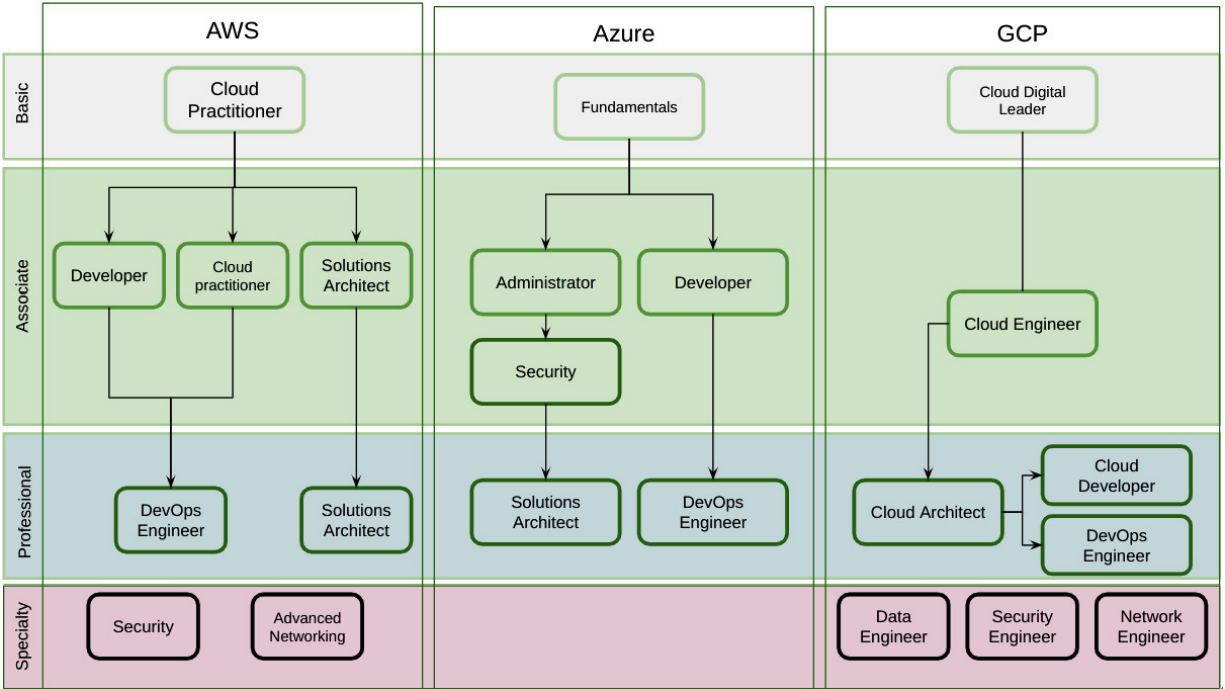 AWS
Azure
GCP
Basic
Cloud
Practitioner
Fundamentals
Cloud Digital
Leader
Associate
Developer
Cloud
practitioner
Solutions
Architect
Administrator
Developer
Security
Cloud Engineer
Professional
DevOps
Engineer
Solutions
Architect
Solutions
Architect
DevOps
Engineer
Cloud Architect
Cloud
Developer
DevOps
Engineer
Specialty
Security
Advanced
Networking
Data
Engineer
Security
Engineer
Network
Engineer